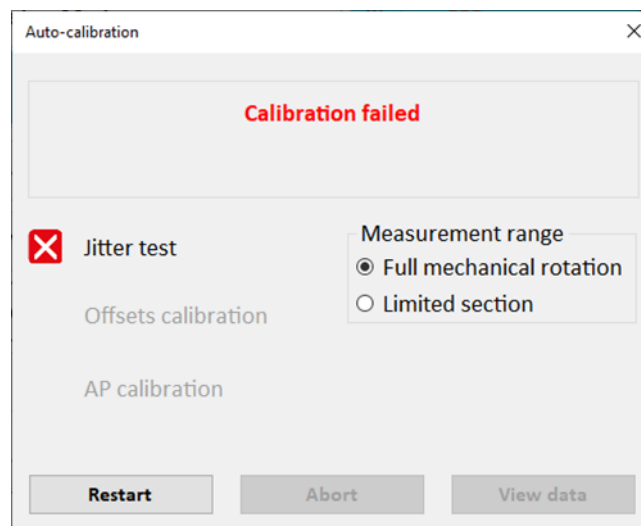 Auto-calibration
Calibration failed
Jitter test
Measurement range
Full mechanical rotation
Limited section
Offsets calibration
AP calibration
Restart
Abort
View data